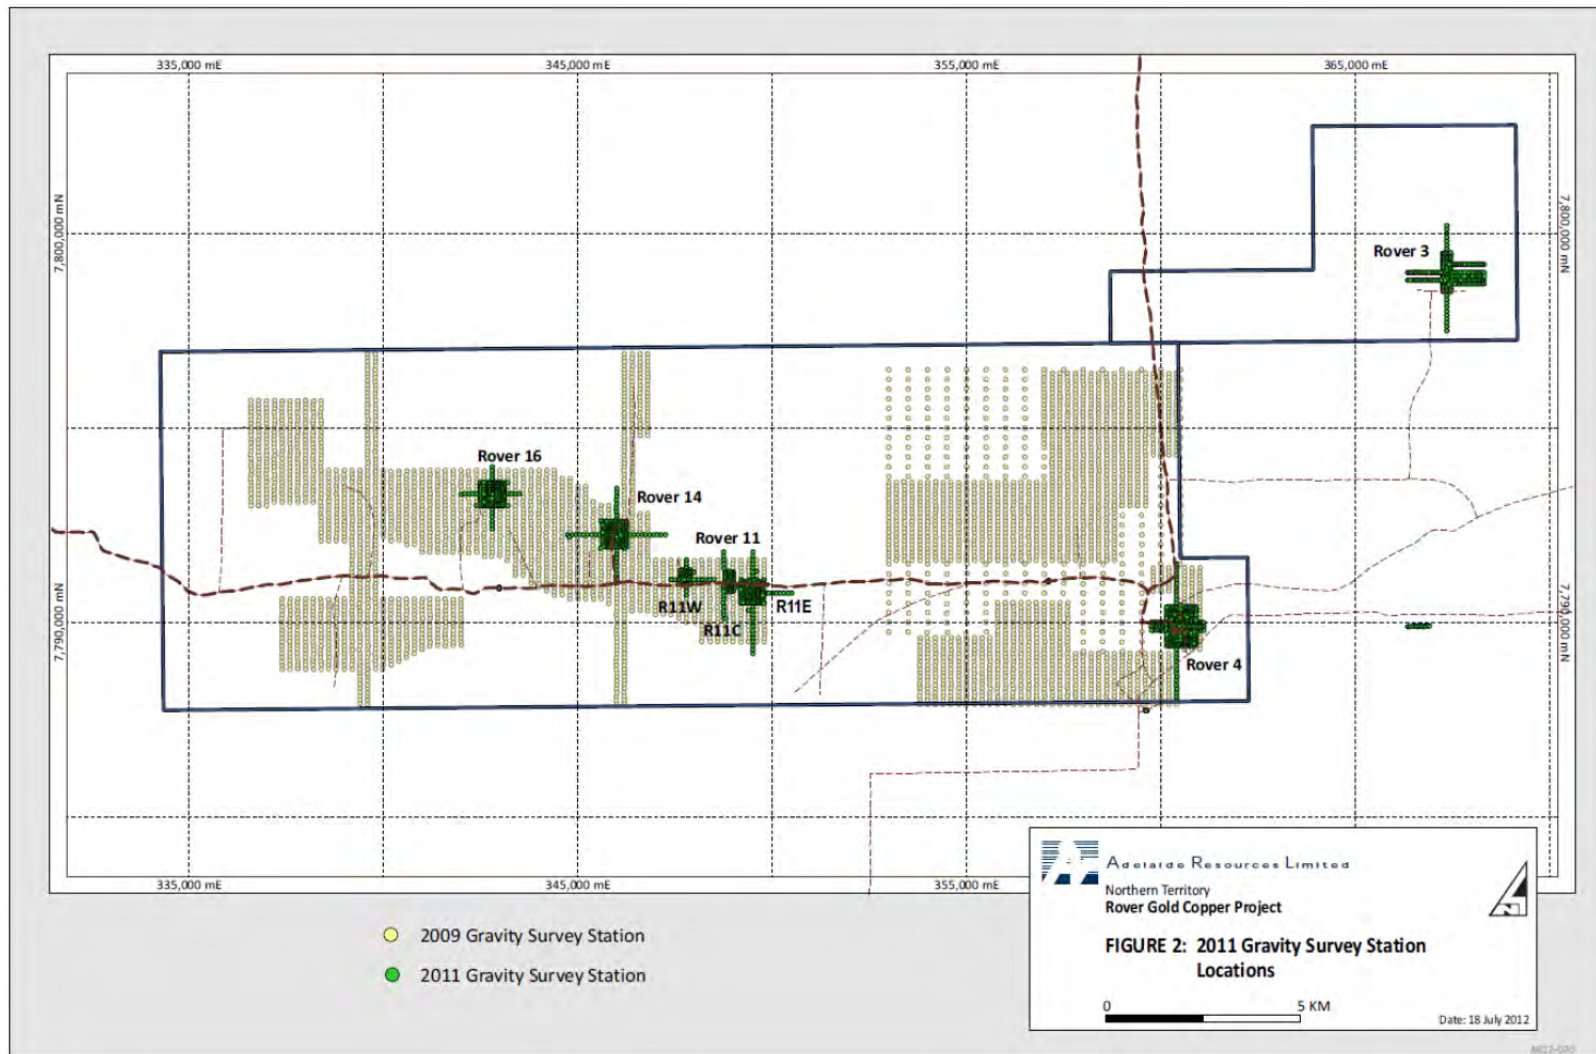 335,000 mE
345,000 mE
355,000 mE
365,000 mE
7,800,000 mN
7,800,000 mN
Rover 3
Rover 16
Rover 14
Rover 11
R11W
R11E
R11C
7,790,000 mN
7,790,000 mN
Rover 4
335,000 mE
345,000 mE
355,000 mE
Adelaide Resources Limited
Northern Territory
Rover Gold Copper Project
N
FIGURE 2: 2011 Gravity Survey Station
Locations
0
5 KM
Date: 18 July 2012
2009 Gravity Survey Station
2011 Gravity Survey Station